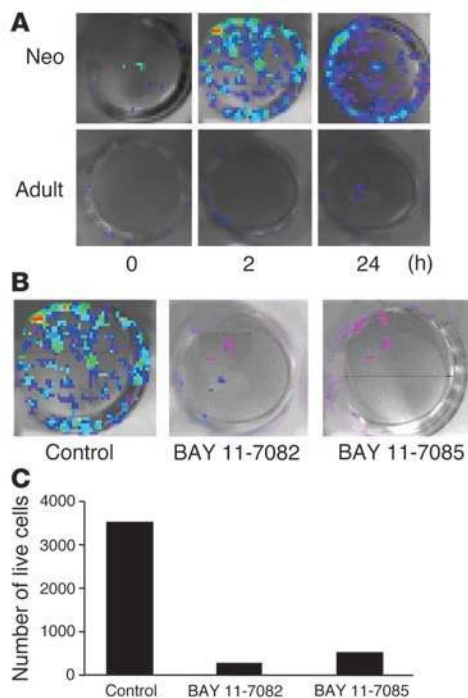 A
Neo
Adult
0 2 24 (h)
B
Control BAY 11-7082 BAY 11-7085
C
Number of live cells
4000
3000
2000
1000
0
Control BAY 11-7082 BAY 11-7085